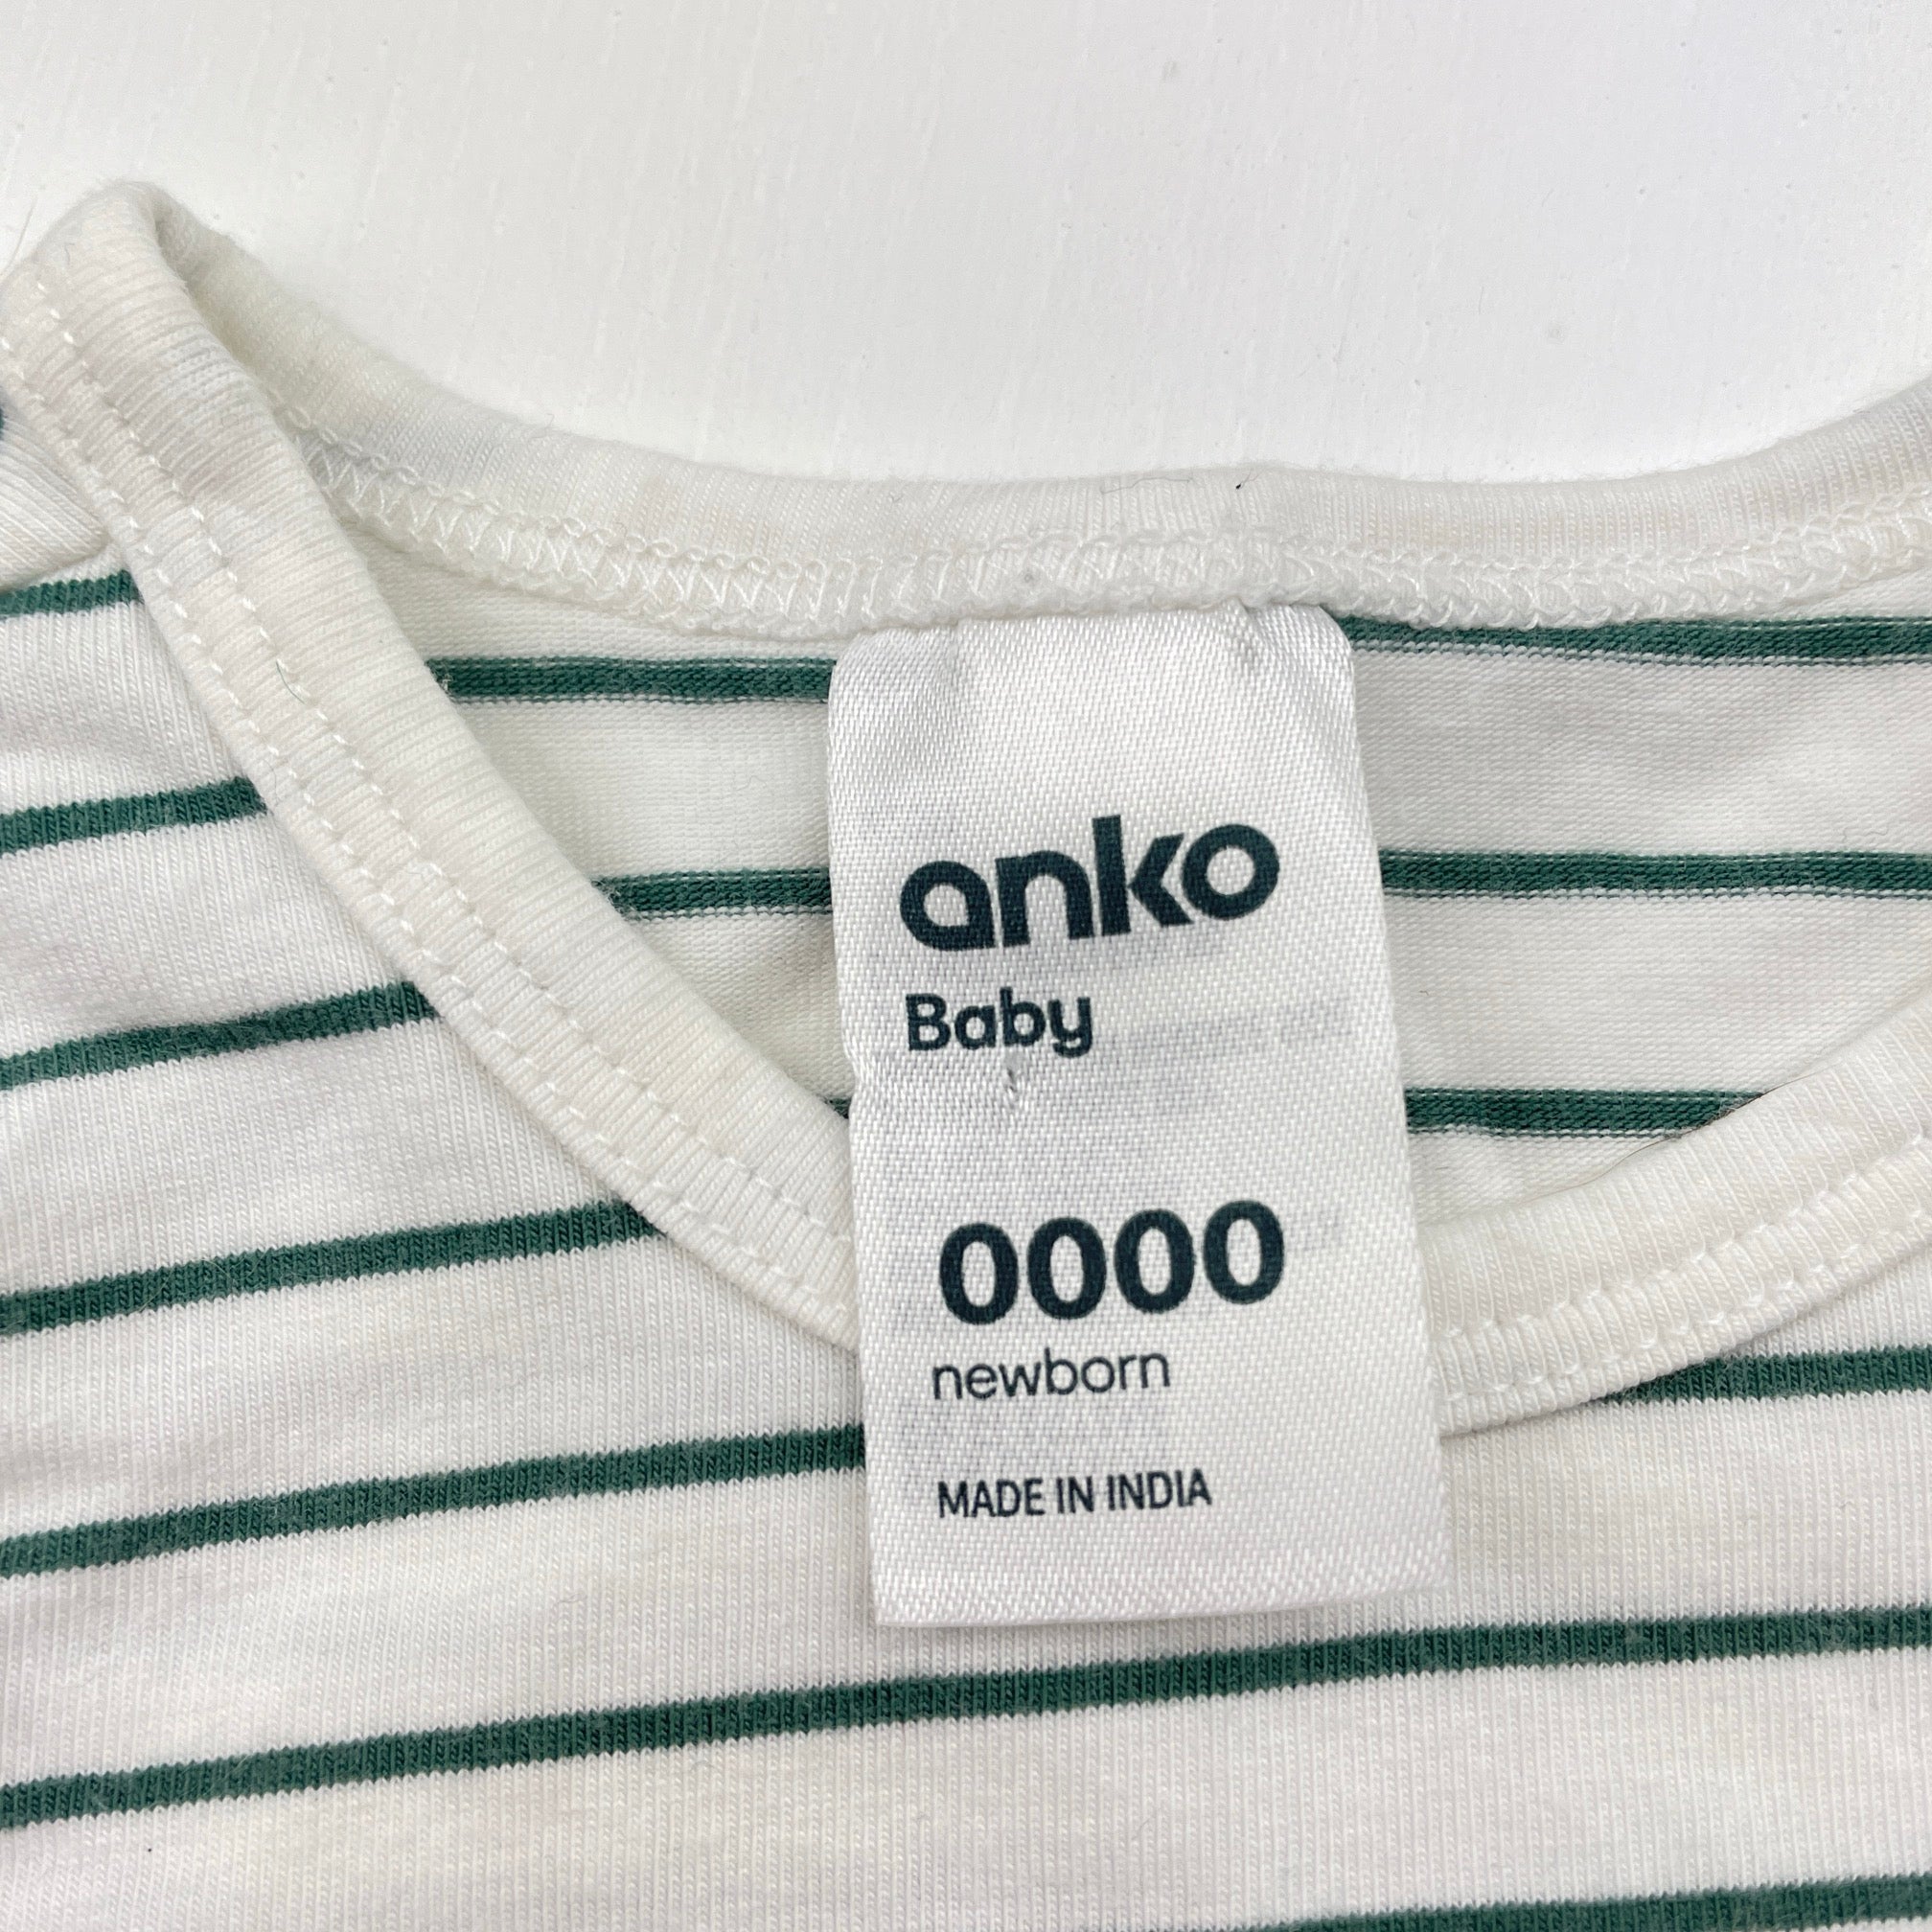 anko
Baby
0000
newborn
MADE IN INDIA